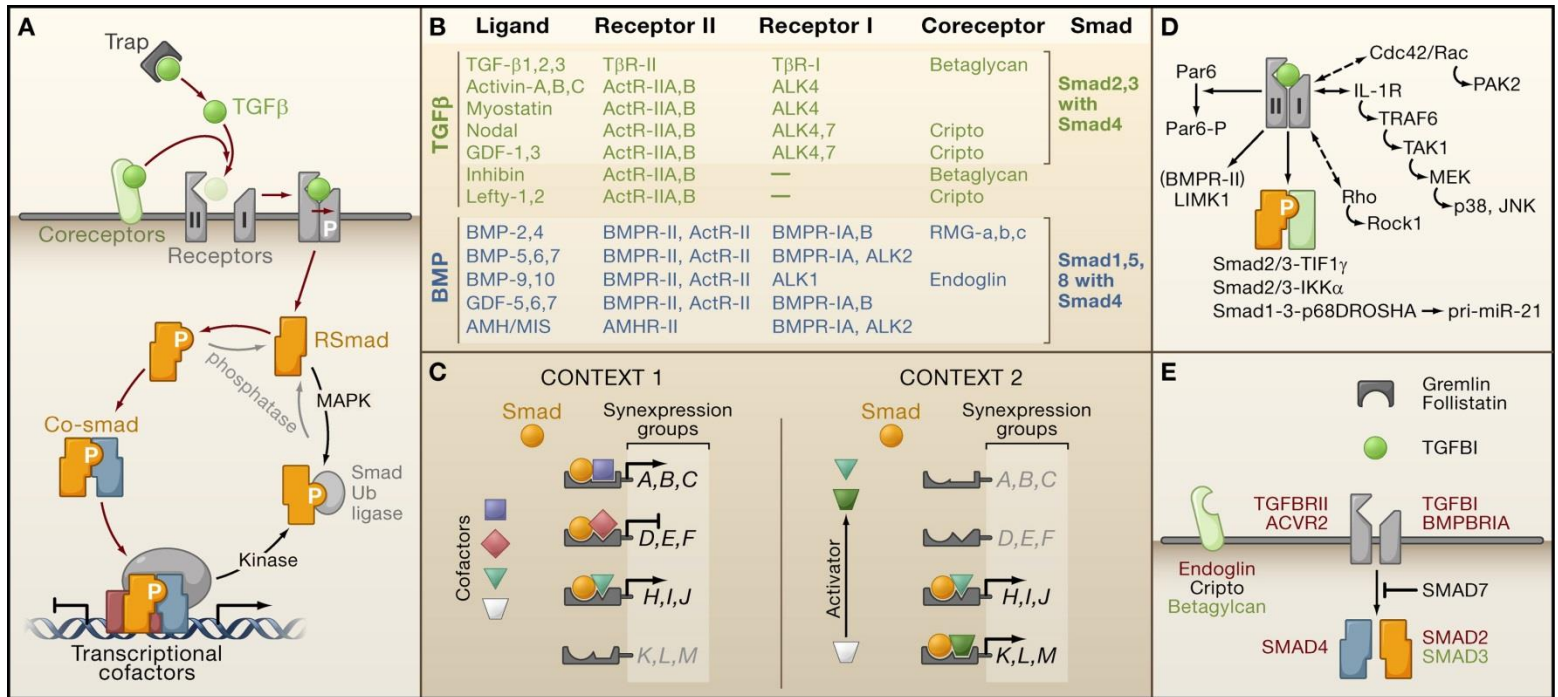 A
Trap
TGFβ
II
I
P
Coreceptors
Receptors
P
RSmad
phosphatase
MAPK
Co-smad
P
P
Smad
Ub
ligase
Kinase
P
Transcriptional
cofactors
B
Ligand Receptor II Receptor I Coreceptor Smad
TGFβ
TGF-β1,2,3 TβR-II TβR-I Betaglycan
Activin-A,B,C ActR-IIA,B ALK4
Myostatin ActR-IIA,B ALK4
Nodal ActR-IIA,B ALK4,7 Cripto
GDF-1,3 ActR-IIA,B ALK4,7 Cripto
Inhibin ActR-IIA,B — Betaglycan
Lefty-1,2 ActR-IIA,B — Cripto
Smad2,3
with
Smad4
BMP
BMP-2,4 BMPR-II, ActR-II BMPR-IA,B RMG-a,b,c
BMP-5,6,7 BMPR-II, ActR-II BMPR-IA, ALK2
BMP-9,10 BMPR-II, ActR-II ALK1 Endoglin
GDF-5,6,7 BMPR-II, ActR-II BMPR-IA,B
AMH/MIS AMHR-II BMPR-IA, ALK2
Smad1,5,
8 with
Smad4
C
CONTEXT 1
Smad
Synexpression
groups
Cofactors
A,B,C
D,E,F
H,I,J
K,L,M
CONTEXT 2
Smad
Synexpression
groups
Activator
A,B,C
D,E,F
H,I,J
K,L,M
D
Cdc42/Rac
PAK2
Par6
Par6-P
II
I
IL-1R
TRAF6
TAK1
MEK
p38, JNK
(BMPR-II)
LIMK1
P
Rho
Rock1
Smad2/3-TIF1γ
Smad2/3-IKKα
Smad1-3-p68DROSHA pri-miR-21
E
Gremlin
Follistatin
TGFBI
TGFBRII
ACVR2
TGFBI
BMPBRIA
Endoglin
Cripto
Betagylcan
SMAD7
SMAD4
SMAD2
SMAD3